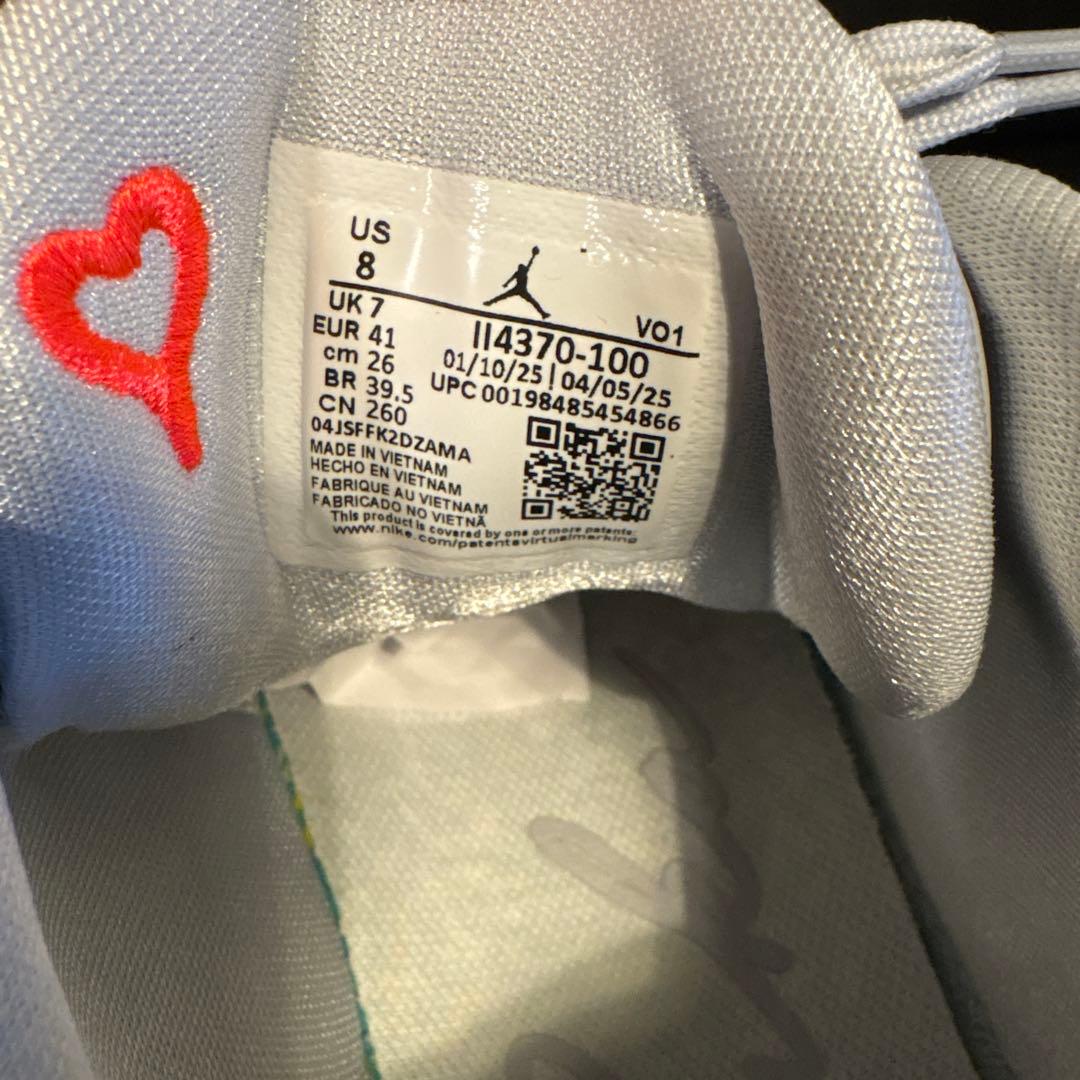 US
8
UK 7
EUR 41
cm 26
BR 39.5
CN 260
VO1
II4370-100
01/10/25 | 04/05/25
UPC 00198485454866
04JSFFK2DZAMA
MADE IN VIETNAM
HECHO EN VIETNAM
FABRIQUE AU VIETNAM
FABRICADO NO VIETNÃ
This product is covered by one or more patents:
www.nike.com/patentsvirtualmarking